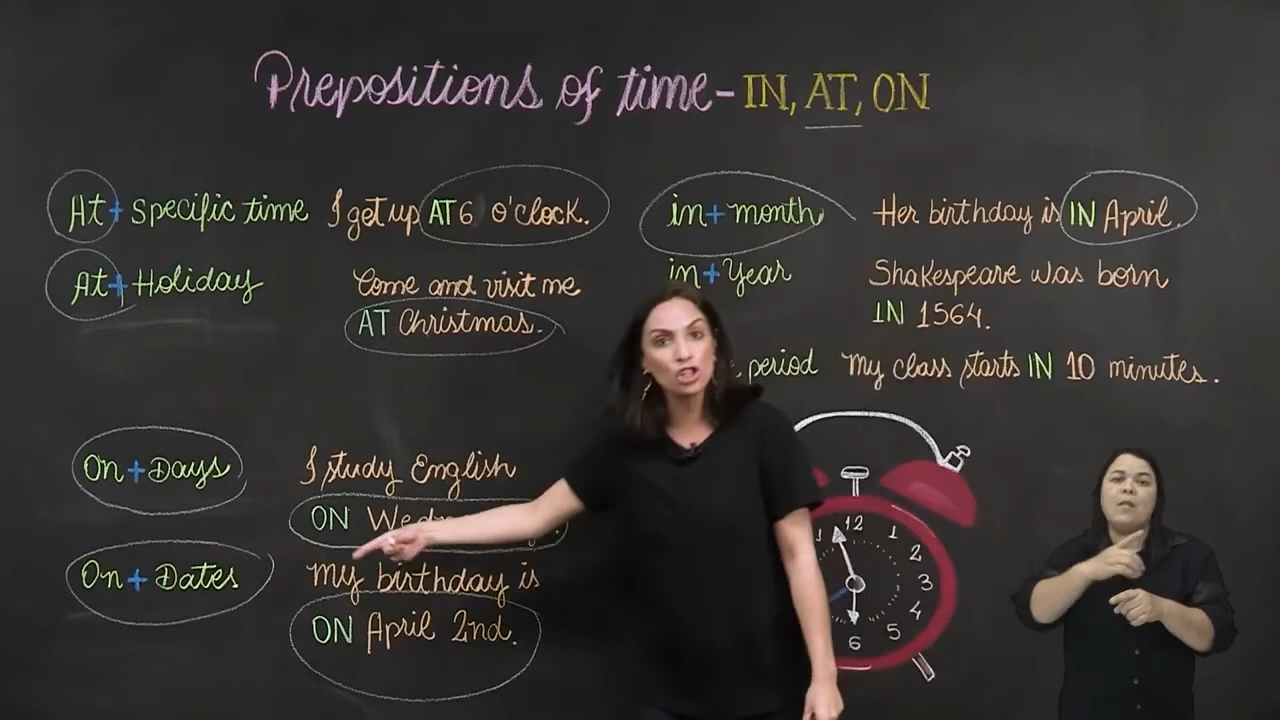 Prepositions of time - IN, AT, ON
At + Specific time
I get up AT 6 o'clock.
At + Holiday
Come and visit me
AT Christmas.
On + Days
I study English
ON
On + Dates
My birthday is
ON April 2nd.
in + month
Her birthday is IN April.
in + Year
Shakespeare was born
IN 1564.
period
My class starts IN 10 minutes.
12
1
1
2
3
4
5
6